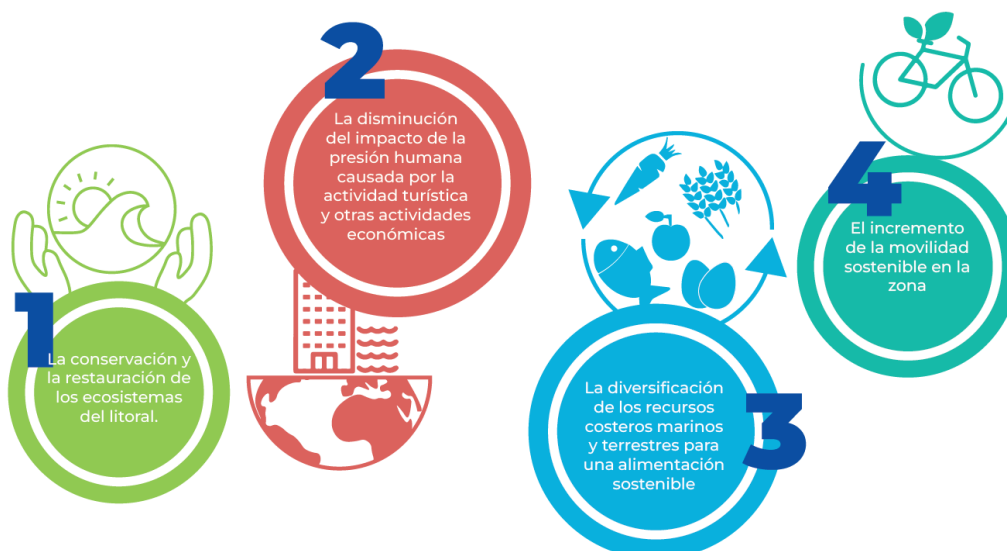 1
La conservación y
la restauración de
los ecosistemas
del litoral.
2
La disminución
del impacto de la
presión humana
causada por la
actividad turística
y otras actividades
económicas
3
La diversificación
de los recursos
costeros marinos
y terrestres para
una alimentación
sostenible
4
El incremento
de la movilidad
sostenible en la
zona